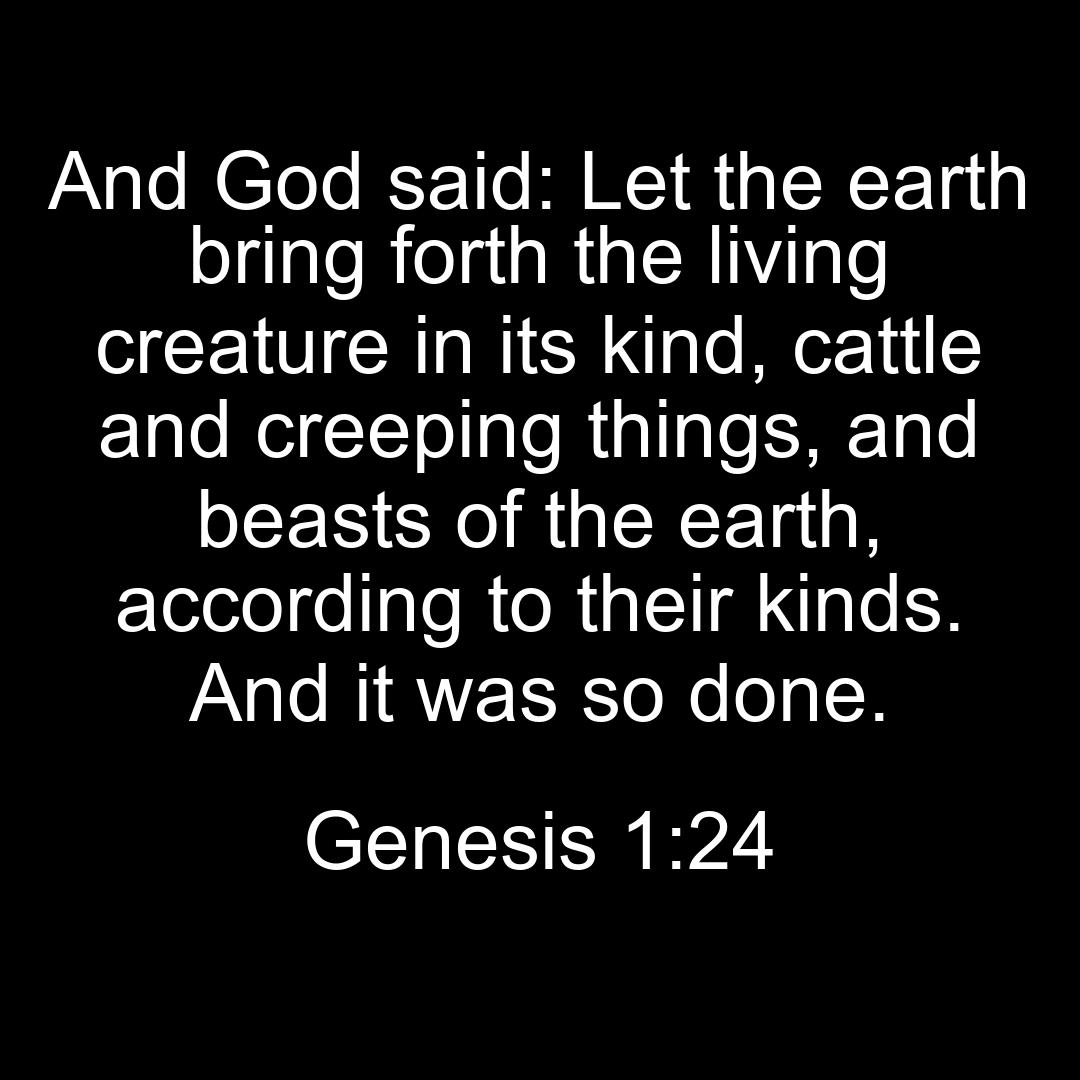 And God said: Let the earth
bring forth the living
creature in its kind, cattle
and creeping things, and
beasts of the earth,
according to their kinds.
And it was so done.
Genesis 1:24